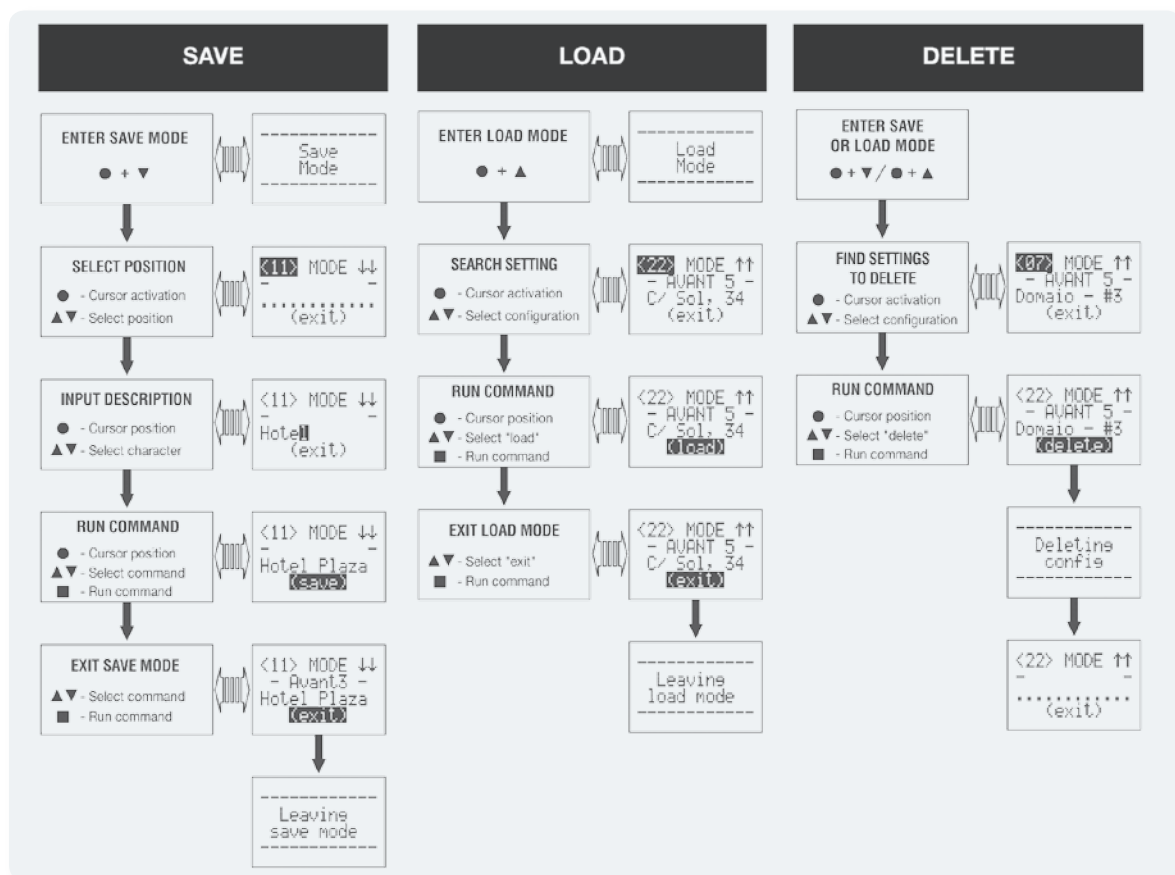 SAVE
ENTER SAVE MODE
● + ▼
Save
Mode
SELECT POSITION
● - Cursor activation
▲▼ - Select position
<11> MODE ↓↓
- -
................
(exit)
INPUT DESCRIPTION
● - Cursor position
▲▼ - Select character
<11> MODE ↓↓
- -
Hotel
(exit)
RUN COMMAND
● - Cursor position
▲▼ - Select command
■ - Run command
<11> MODE ↓↓
- -
Hotel Plaza
(save)
EXIT SAVE MODE
▲▼ - Select command
■ - Run command
<11> MODE ↓↓
- Avant3 -
Hotel Plaza
(exit)
Leaving
save mode
LOAD
ENTER LOAD MODE
● + ▲
Load
Mode
SEARCH SETTING
● - Cursor activation
▲▼ - Select configuration
<22> MODE ↑↑
- AVANT 5 -
C/ Sol, 34
(exit)
RUN COMMAND
● - Cursor position
▲▼ - Select "load"
■ - Run command
<22> MODE ↑↑
- AVANT 5 -
C/ Sol, 34
(load)
EXIT LOAD MODE
▲▼ - Select "exit"
■ - Run command
<22> MODE ↑↑
- AVANT 5 -
C/ Sol, 34
(exit)
Leaving
load mode
DELETE
ENTER SAVE
OR LOAD MODE
● + ▼ / ● + ▲
FIND SETTINGS
TO DELETE
● - Cursor activation
▲▼ - Select configuration
<07> MODE ↑↑
- AVANT 5 -
Domaio - #3
(exit)
RUN COMMAND
● - Cursor position
▲▼ - Select "delete"
■ - Run command
<22> MODE ↑↑
- AVANT 5 -
Domaio - #3
(delete)
Deleting
config
<22> MODE ↑↑
- -
................
(exit)